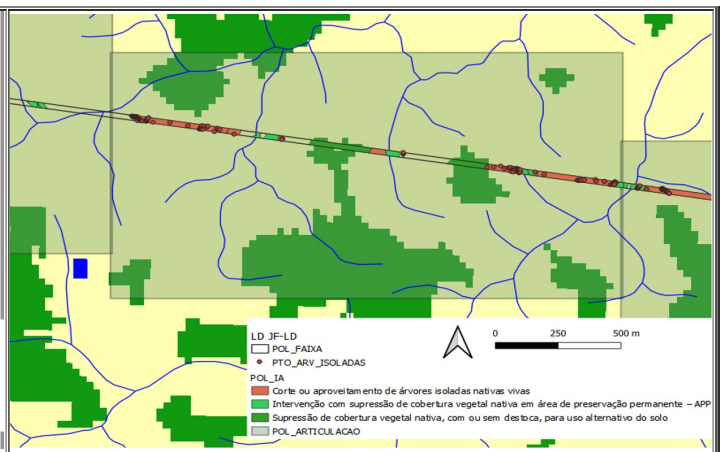 LD JF-LD
POL_FAIXA
PTO_ARV_ISOLADAS
POL_IA
Corte ou aproveitamento de árvores isoladas nativas vivas
Intervenção com supressão de cobertura vegetal nativa em área de preservação permanente – APP
Supressão de cobertura vegetal nativa, com ou sem destoca, para uso alternativo do solo
POL_ARTICULACAO
0 250 500 m